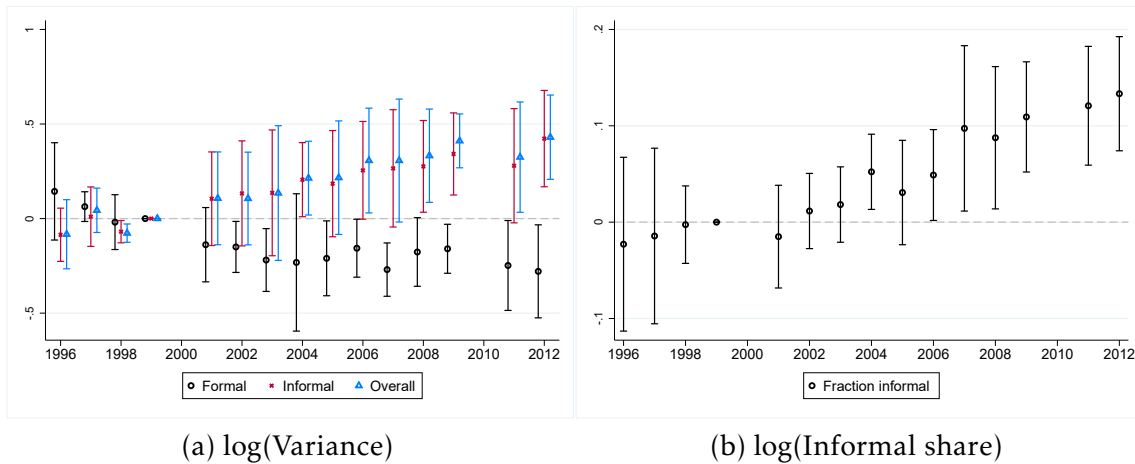 1
.5
0
-.5
1996 1998 2000 2002 2004 2006 2008 2010 2012
Formal Informal Overall
(a) log(Variance)
.2
.1
0
-.1
1996 1998 2000 2002 2004 2006 2008 2010 2012
Fraction informal
(b) log(Informal share)